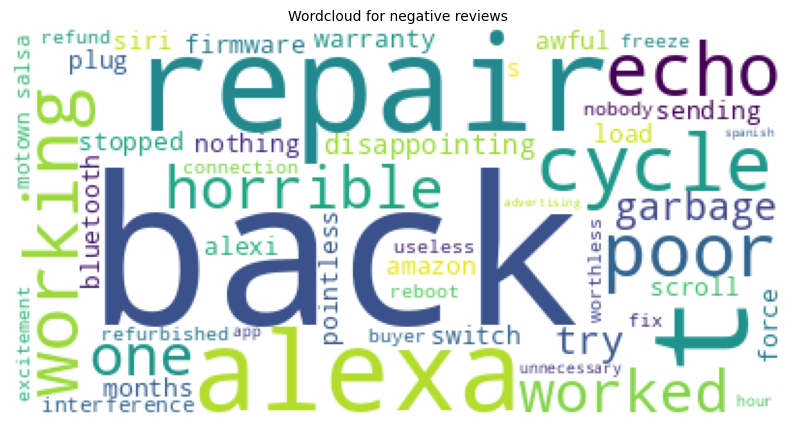 Wordcloud for negative reviews
refund siri firmware warranty s awful freeze
plug repair echo
nobody sending
stopped nothing disappointing load spanish
.motown salsa
working
bluetooth
connection
horrible cycle
advertising
back
garbage
alexi useless
pointless
amazon
worthless
poor
reboot scroll
t
excitement
refurbished app buyer switch try fix force
one alexa
months unnecessary
worked
interference hour